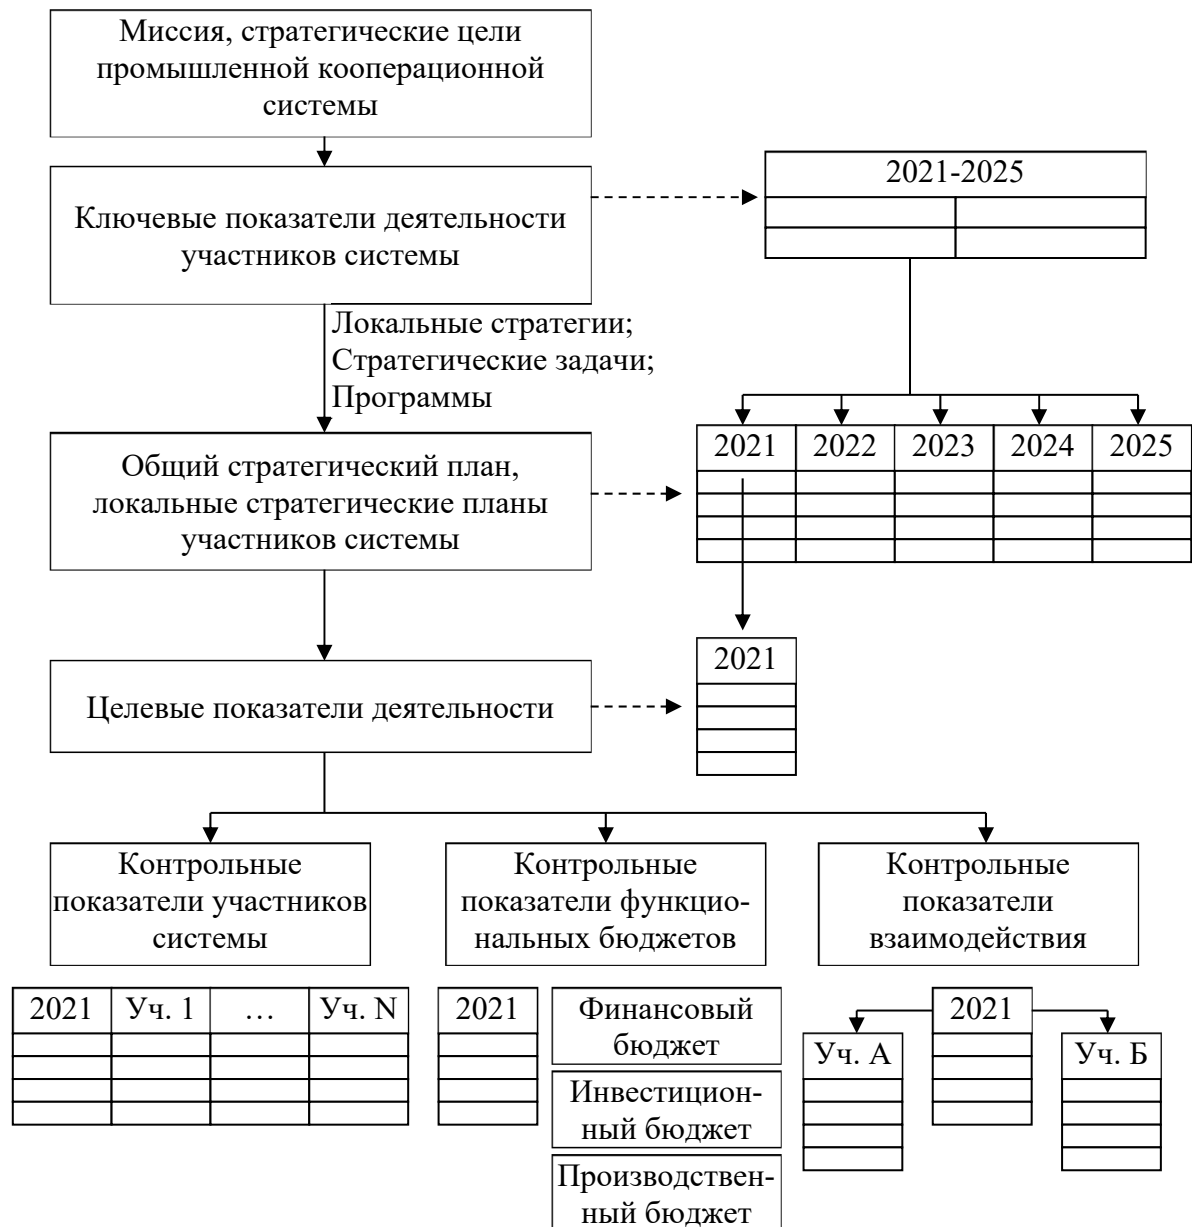 Миссия, стратегические цели
промышленной кооперационной
системы
Ключевые показатели деятельности
участников системы
2021-2025
Локальные стратегии;
Стратегические задачи;
Программы
Общий стратегический план,
локальные стратегические планы
участников системы
2021 2022 2023 2024 2025
Целевые показатели деятельности
2021
Контрольные
показатели участников
системы
Контрольные
показатели функцио-
нальных бюджетов
Контрольные
показатели
взаимодействия
2021 Уч. 1 … Уч. N
2021
Финансовый
бюджет
Инвестицион-
ный бюджет
Производствен-
ный бюджет
2021
Уч. А
Уч. Б